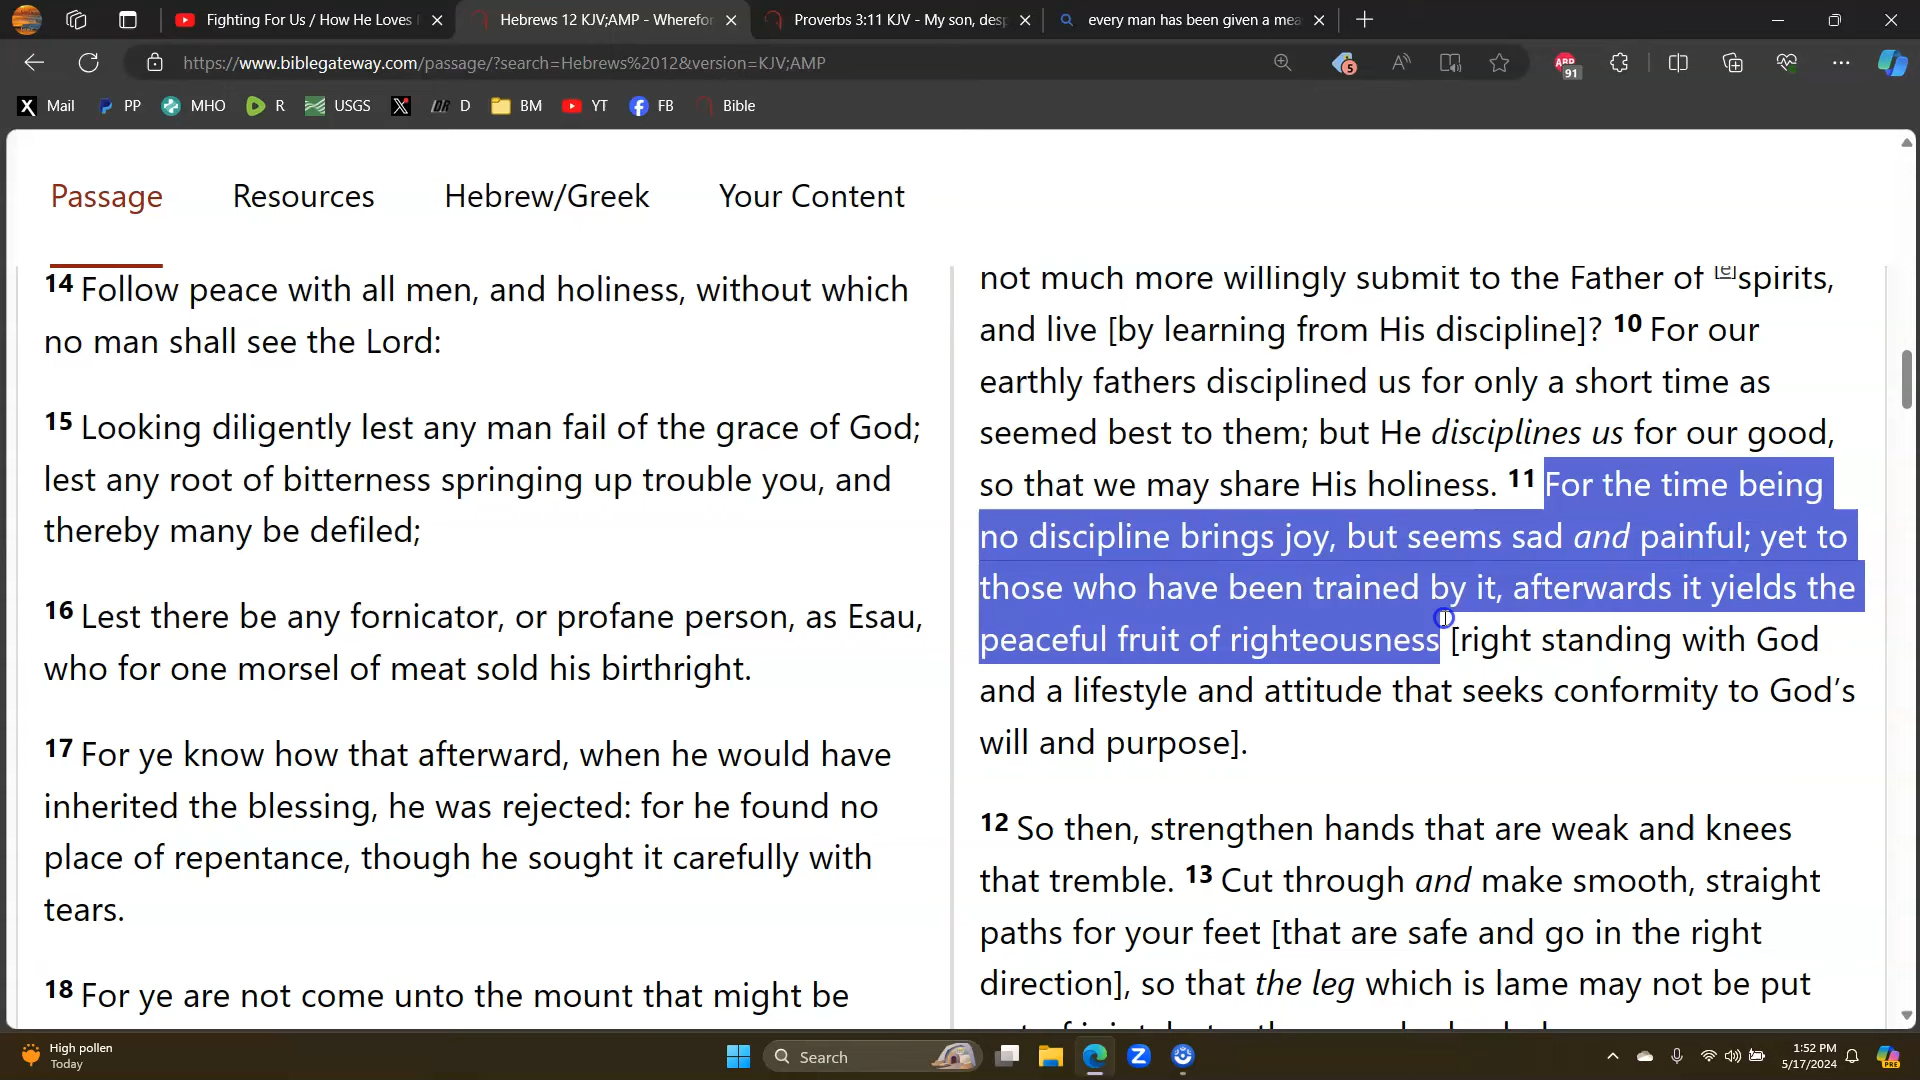 Fighting For Us / How He Loves
Hebrews 12 KJV;AMP - Wherefor
Proverbs 3:11 KJV - My son, desp
every man has been given a mea
https://www.biblegateway.com/passage/?search=Hebrews%2012&version=KJV;AMP
5
ABP
91
Mail
PP
MHO
R
USGS
D
BM
YT
FB
Bible
Passage
Resources
Hebrew/Greek
Your Content
14 Follow peace with all men, and holiness, without which
no man shall see the Lord:
15 Looking diligently lest any man fail of the grace of God;
lest any root of bitterness springing up trouble you, and
thereby many be defiled;
16 Lest there be any fornicator, or profane person, as Esau,
who for one morsel of meat sold his birthright.
17 For ye know how that afterward, when he would have
inherited the blessing, he was rejected: for he found no
place of repentance, though he sought it carefully with
tears.
18 For ye are not come unto the mount that might be
not much more willingly submit to the Father of [e]spirits,
and live [by learning from His discipline]? 10 For our
earthly fathers disciplined us for only a short time as
seemed best to them; but He disciplines us for our good,
so that we may share His holiness. 11 For the time being
no discipline brings joy, but seems sad and painful; yet to
those who have been trained by it, afterwards it yields the
peaceful fruit of righteousness [right standing with God
and a lifestyle and attitude that seeks conformity to God’s
will and purpose].
12 So then, strengthen hands that are weak and knees
that tremble. 13 Cut through and make smooth, straight
paths for your feet [that are safe and go in the right
direction], so that the leg which is lame may not be put
High pollen
Today
Search
1:52 PM
5/17/2024